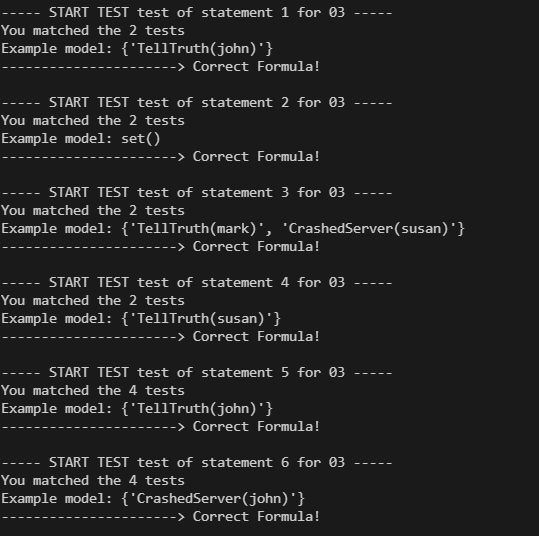 ----- START TEST test of statement 1 for 03 -----
You matched the 2 tests
Example model: {'TellTruth(john)'}
----------------------> Correct Formula!
----- START TEST test of statement 2 for 03 -----
You matched the 2 tests
Example model: set()
----------------------> Correct Formula!
----- START TEST test of statement 3 for 03 -----
You matched the 2 tests
Example model: {'TellTruth(mark)', 'CrashedServer(susan)'}
----------------------> Correct Formula!
----- START TEST test of statement 4 for 03 -----
You matched the 2 tests
Example model: {'TellTruth(susan)'}
----------------------> Correct Formula!
----- START TEST test of statement 5 for 03 -----
You matched the 4 tests
Example model: {'TellTruth(john)'}
----------------------> Correct Formula!
----- START TEST test of statement 6 for 03 -----
You matched the 4 tests
Example model: {'CrashedServer(john)'}
----------------------> Correct Formula!